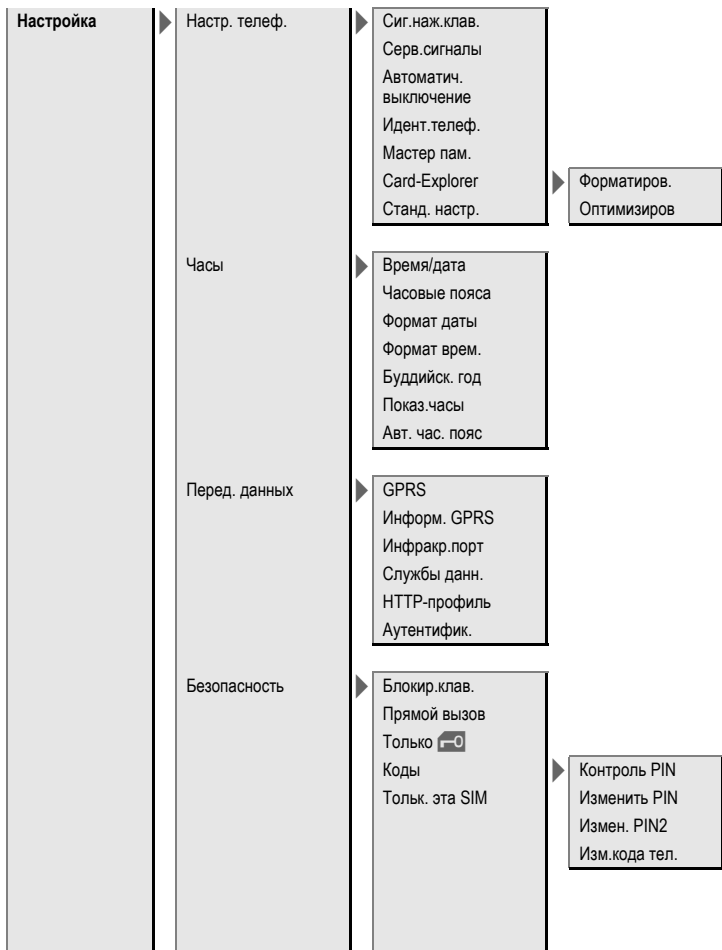 Настройка
Настр. телеф.
Сиг.наж.клав.
Серв.сигналы
Автоматич.
выключение
Идент.телеф.
Мастер пам.
Card-Explorer
Форматиров.
Станд. настр.
Оптимизиров
Часы
Время/дата
Часовые пояса
Формат даты
Формат врем.
Буддийск. год
Показ.часы
Авт. час. пояс
Перед. данных
GPRS
Информ. GPRS
Инфракр.порт
Службы данн.
HTTP-профиль
Аутентифик.
Безопасность
Блокир.клав.
Прямой вызов
Только
Коды
Контроль PIN
Тольк. эта SIM
Изменить PIN
Измен. PIN2
Изм.кода тел.